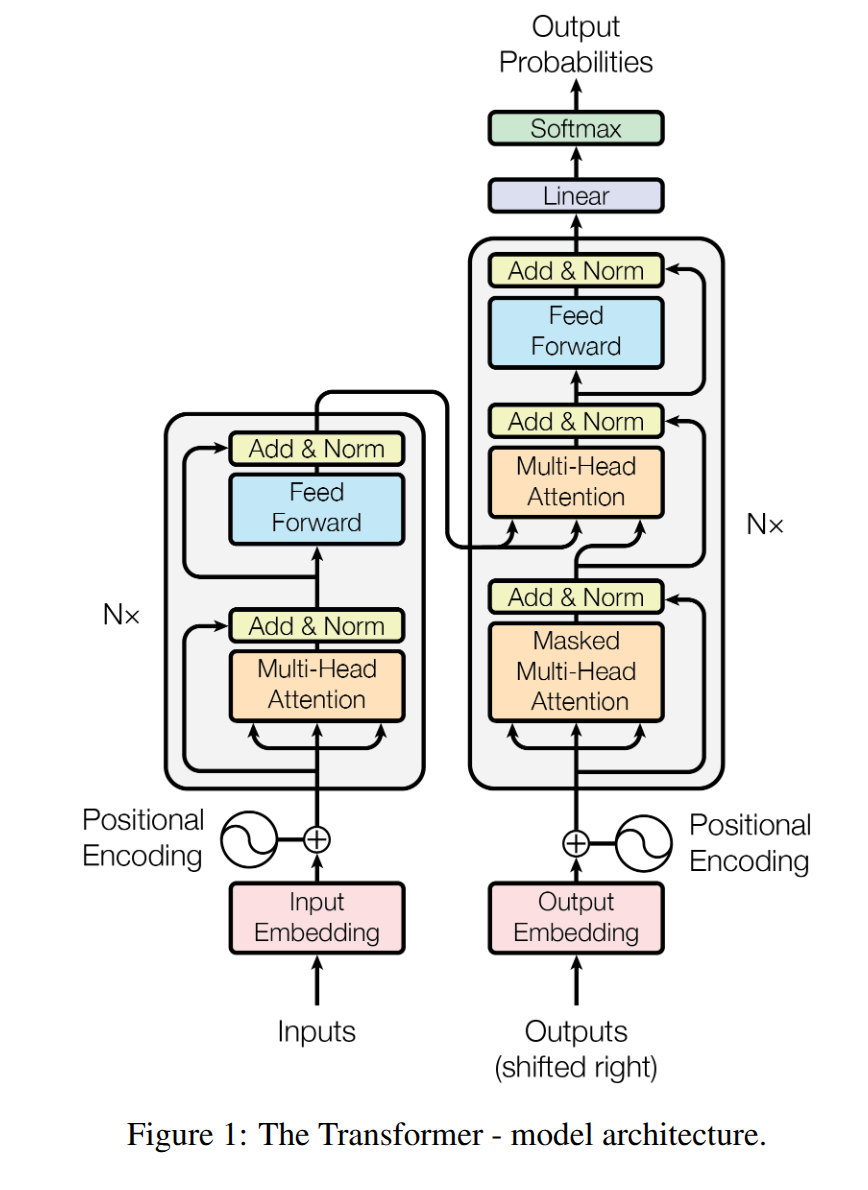 Output
Probabilities
Softmax
Linear
Add & Norm
Feed
Forward
Add & Norm
Multi-Head
Attention
Add & Norm
Masked
Multi-Head
Attention
N×
Add & Norm
Feed
Forward
Add & Norm
Multi-Head
Attention
N×
Positional
Encoding
Positional
Encoding
Input
Embedding
Output
Embedding
Inputs
Outputs
(shifted right)
Figure 1: The Transformer - model architecture.